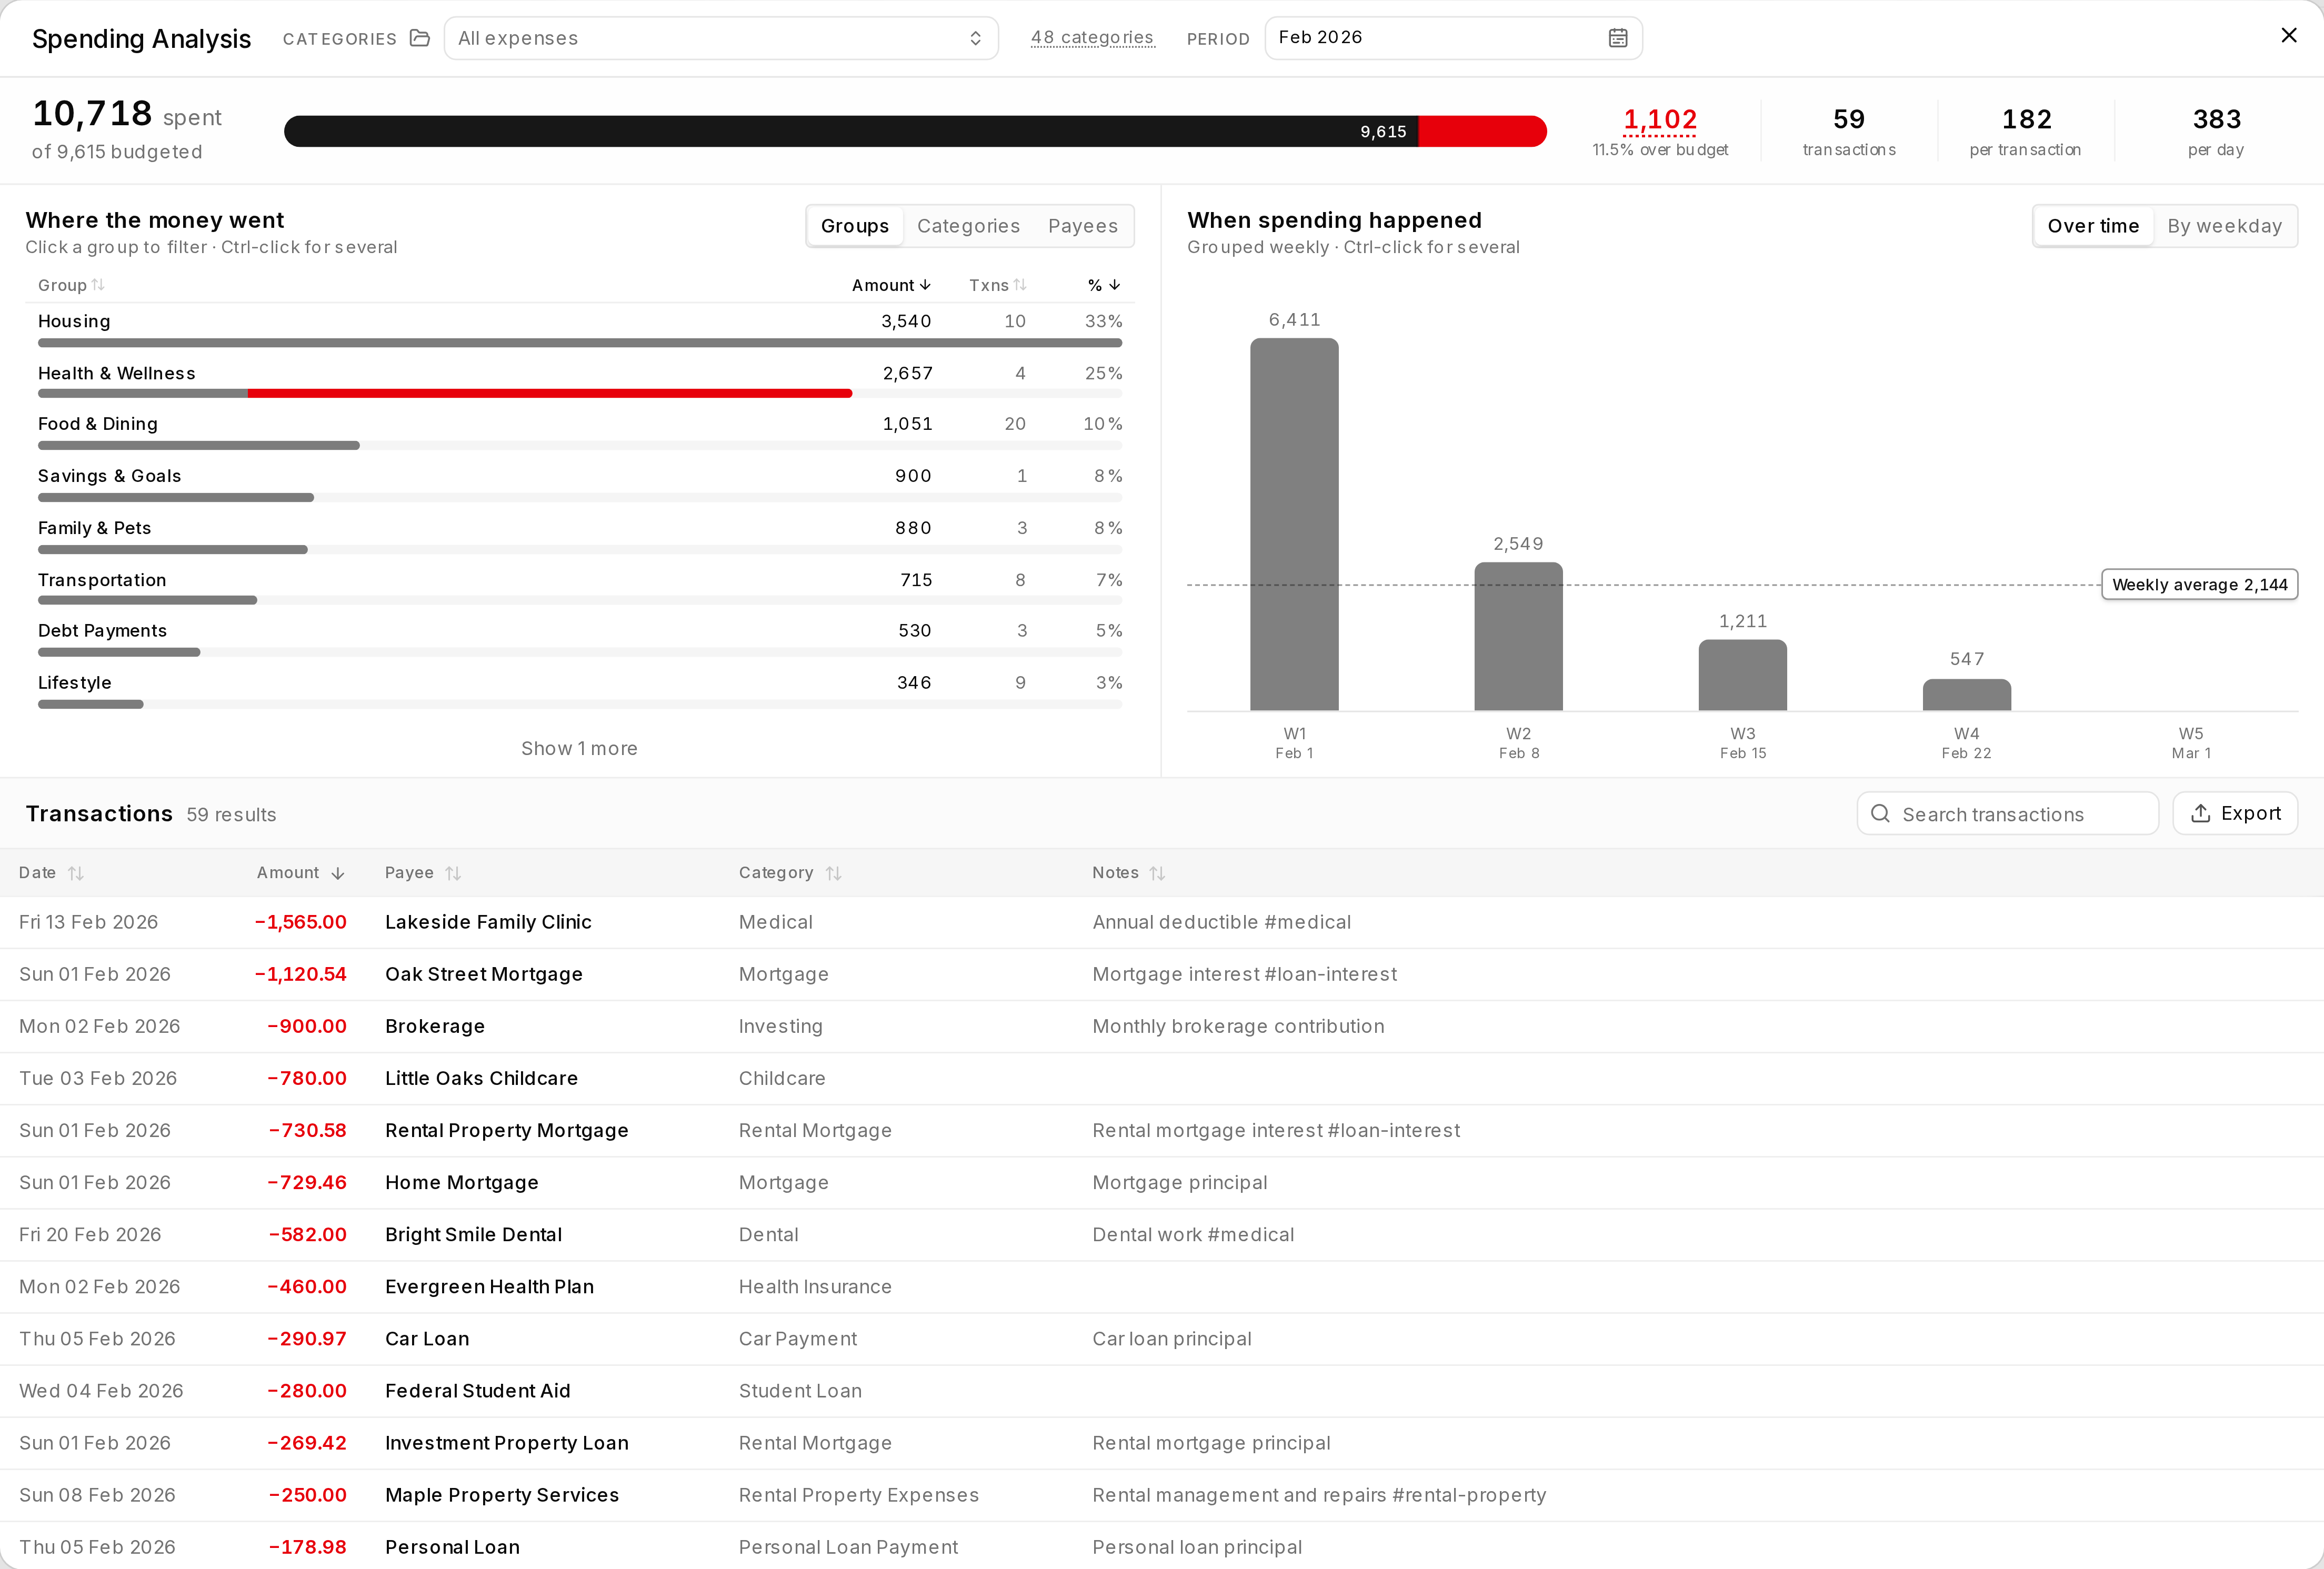 Spending Analysis CATEGORIES All expenses 48 categories PERIOD Feb 2026
10,718 spent
of 9,615 budgeted
9,615
1,102
11.5% over budget
59
transactions
182
per transaction
383
per day
Where the money went
Click a group to filter · Ctrl-click for several
Groups Categories Payees
Group Amount Txns %
Housing 3,540 10 33%
Health & Wellness 2,657 4 25%
Food & Dining 1,051 20 10%
Savings & Goals 900 1 8%
Family & Pets 880 3 8%
Transportation 715 8 7%
Debt Payments 530 3 5%
Lifestyle 346 9 3%
Show 1 more
When spending happened
Grouped weekly · Ctrl-click for several
Over time By weekday
6,411
2,549
1,211
547
Weekly average 2,144
W1 W2 W3 W4 W5
Feb 1 Feb 8 Feb 15 Feb 22 Mar 1
Transactions 59 results
Search transactions Export
Date Amount Payee Category Notes
Fri 13 Feb 2026 −1,565.00 Lakeside Family Clinic Medical Annual deductible #medical
Sun 01 Feb 2026 −1,120.54 Oak Street Mortgage Mortgage Mortgage interest #loan-interest
Mon 02 Feb 2026 −900.00 Brokerage Investing Monthly brokerage contribution
Tue 03 Feb 2026 −780.00 Little Oaks Childcare Childcare
Sun 01 Feb 2026 −730.58 Rental Property Mortgage Rental Mortgage Rental mortgage interest #loan-interest
Sun 01 Feb 2026 −729.46 Home Mortgage Mortgage Mortgage principal
Fri 20 Feb 2026 −582.00 Bright Smile Dental Dental Dental work #medical
Mon 02 Feb 2026 −460.00 Evergreen Health Plan Health Insurance
Thu 05 Feb 2026 −290.97 Car Loan Car Payment Car loan principal
Wed 04 Feb 2026 −280.00 Federal Student Aid Student Loan
Sun 01 Feb 2026 −269.42 Investment Property Loan Rental Mortgage Rental mortgage principal
Sun 08 Feb 2026 −250.00 Maple Property Services Rental Property Expenses Rental management and repairs #rental-property
Thu 05 Feb 2026 −178.98 Personal Loan Personal Loan Payment Personal loan principal